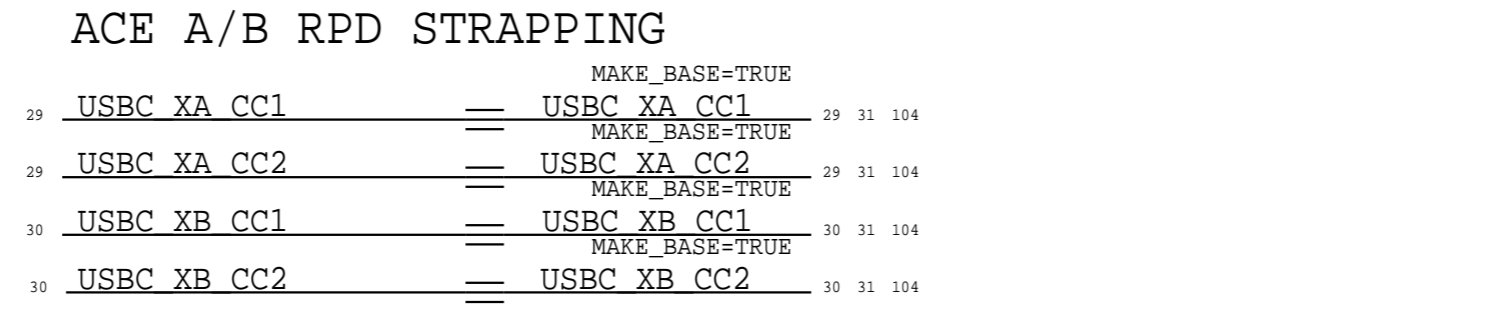 ACE A/B RPD STRAPPING
MAKE_BASE=TRUE
29 USBC_XA_CC1 USBC_XA_CC1 29 31 104
MAKE_BASE=TRUE
29 USBC_XA_CC2 USBC_XA_CC2 29 31 104
MAKE_BASE=TRUE
30 USBC_XB_CC1 USBC_XB_CC1 30 31 104
MAKE_BASE=TRUE
30 USBC_XB_CC2 USBC_XB_CC2 30 31 104